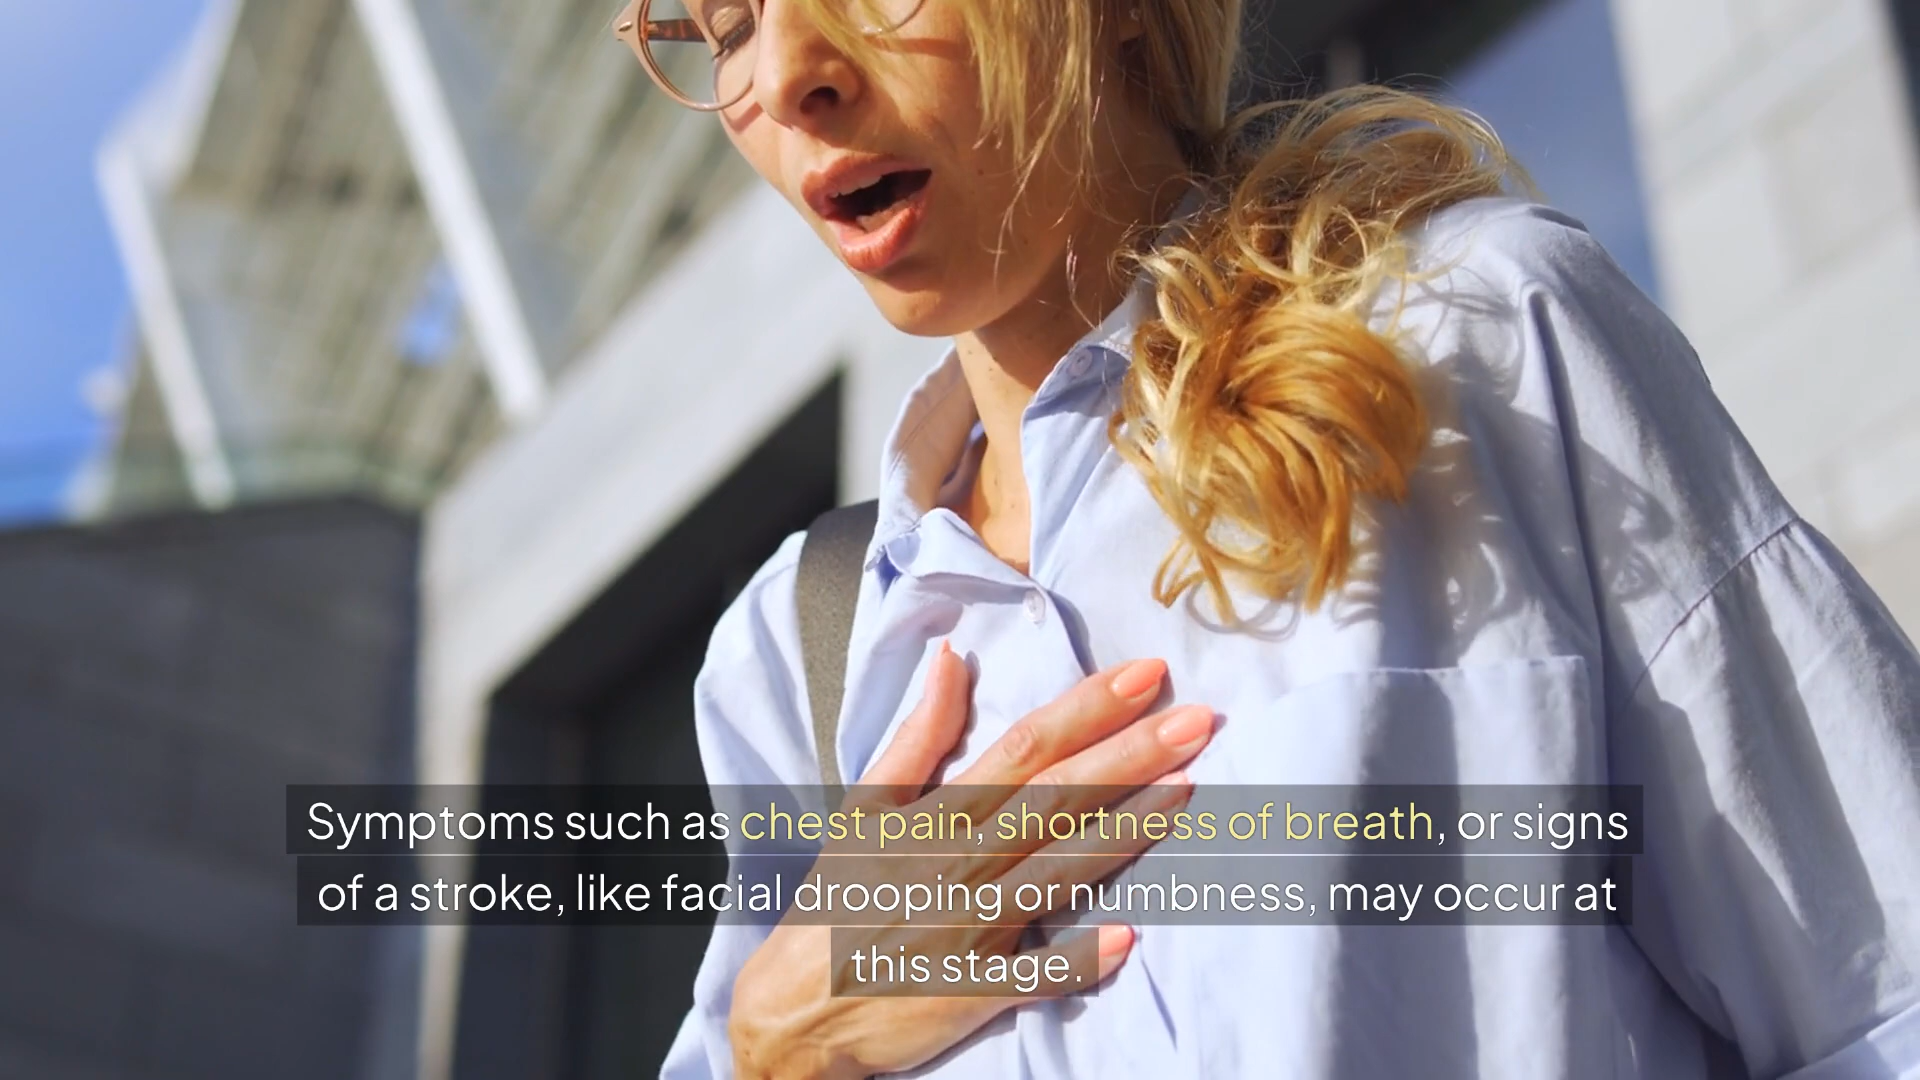 Symptoms such as chest pain, shortness of breath, or signs
of a stroke, like facial drooping or numbness, may occur at
this stage.